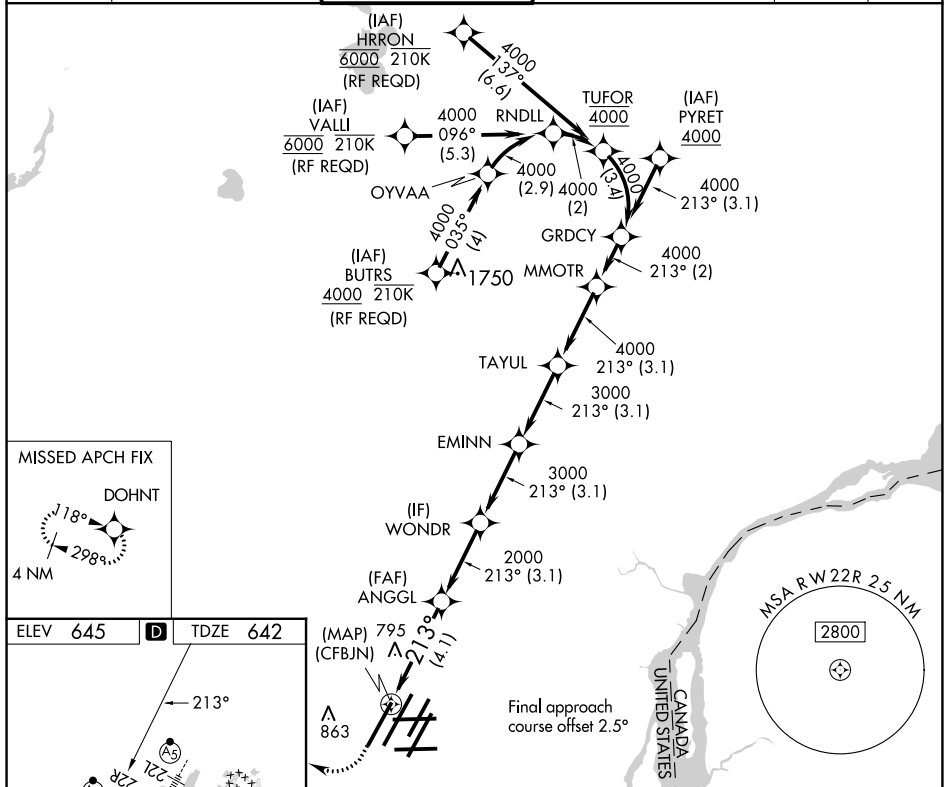 (IAF)
HRRON
6000 210K
(RF REQD)
4000
137°
(6.6)
(IAF)
VALLI
6000 210K
(RF REQD)
4000
096°
(5.3)
RNDLL
TUFOR
4000
(IAF)
PYRET
4000
OYVAA
4000
(2.9)
4000
(2)
4000
(3.4)
4000
213° (3.1)
4000
035°
(4)
GRDCY
(IAF)
BUTRS
4000 210K
(RF REQD)
1750
MMOTR
4000
213° (2)
4000
213° (3.1)
TAYUL
3000
213° (3.1)
EMINN
3000
213° (3.1)
MISSED APCH FIX
DOHNT
118°
298°
4 NM
(IF)
WONDR
2000
213° (3.1)
(FAF)
ANGGL
MSA RW22R 25 NM
2800
ELEV 645 D TDZE 642
(MAP)
(CFBJN)
795
213°
(4.1)
213°
863
Final approach
course offset 2.5°
CANADA
UNITED STATES
A5
22R
22L